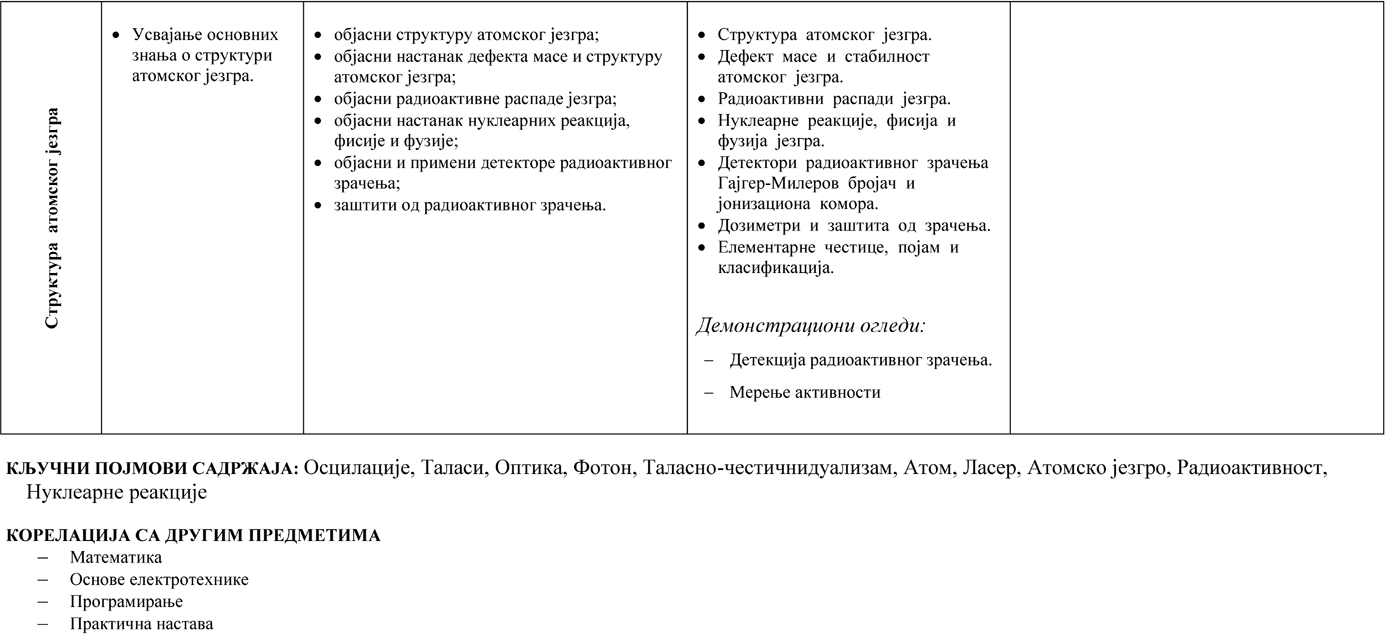 Структура атомског језгра
• Усвајање основних
знања о структури
атомског језгра.
• објасни структуру атомског језгра;
• објасни настанак дефекта масе и структуру
атомског језгра;
• објасни радиоактивне распаде језгра;
• објасни настанак нуклеарних реакција,
фисије и фузије;
• објасни и примени детекторе радиоактивног
зрачења;
• заштити од радиоактивног зрачења.
• Структура атомског језгра.
• Дефект масе и стабилност
атомског језгра.
• Радиоактивни распади језгра.
• Нуклеарне реакције, фисија и
фузија језгра.
• Детектори радиоактивног зрачења
Гајгер-Милеров бројач и
јонизациона комора.
• Дозиметри и заштита од зрачења.
• Елементарне честице, појам и
класификација.
Демонстрациони огледи:
– Детекција радиоактивног зрачења.
– Мерење активности
КЉУЧНИ ПОЈМОВИ САДРЖАЈА: Осцилације, Таласи, Оптика, Фотон, Таласно-честичнидуализам, Атом, Ласер, Атомско језгро, Радиоактивност,
Нуклеарне реакције
КОРЕЛАЦИЈА СА ДРУГИМ ПРЕДМЕТИМА
– Математика
– Основе електротехнике
– Програмирање
– Практична настава